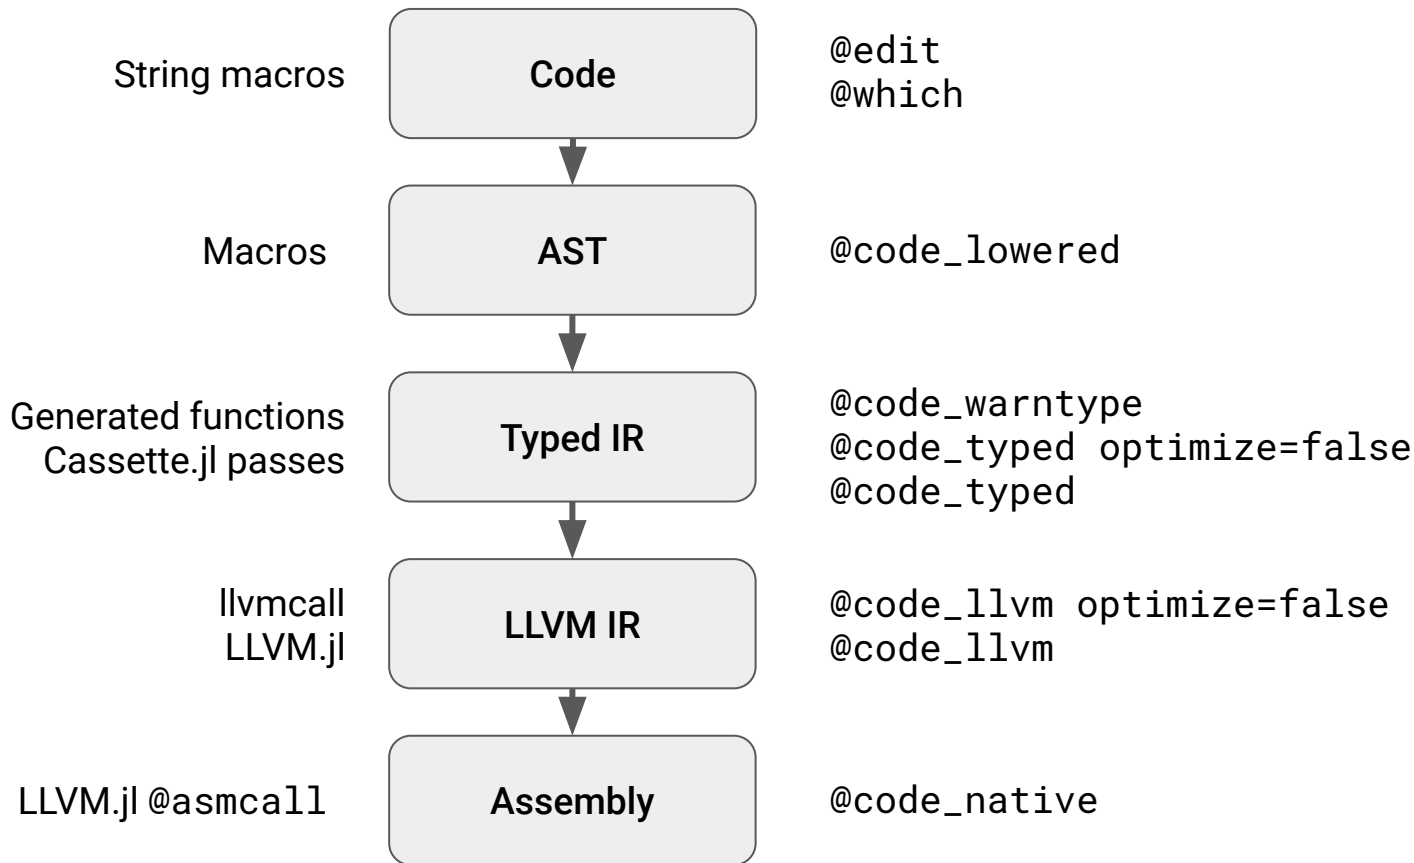 String macros
Code
@edit
@which
Macros
AST
@code_lowered
Generated functions
Cassette.jl passes
Typed IR
@code_warntype
@code_typed optimize=false
@code_typed
llvmcall
LLVM.jl
LLVM IR
@code_llvm optimize=false
@code_llvm
LLVM.jl @asmcall
Assembly
@code_native